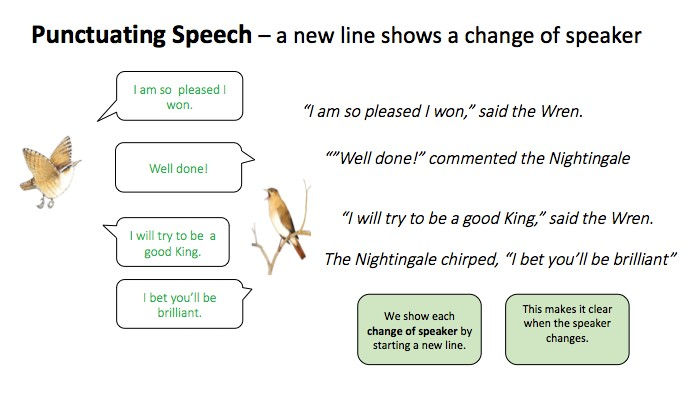 Punctuating Speech – a new line shows a change of speaker
I am so pleased I
won.
“I am so pleased I won,” said the Wren.
Well done!
“”Well done!” commented the Nightingale
I will try to be a
good King.
“I will try to be a good King,” said the Wren.
I bet you’ll be
brilliant.
The Nightingale chirped, “I bet you’ll be brilliant”
We show each
change of speaker by
starting a new line.
This makes it clear
when the speaker
changes.